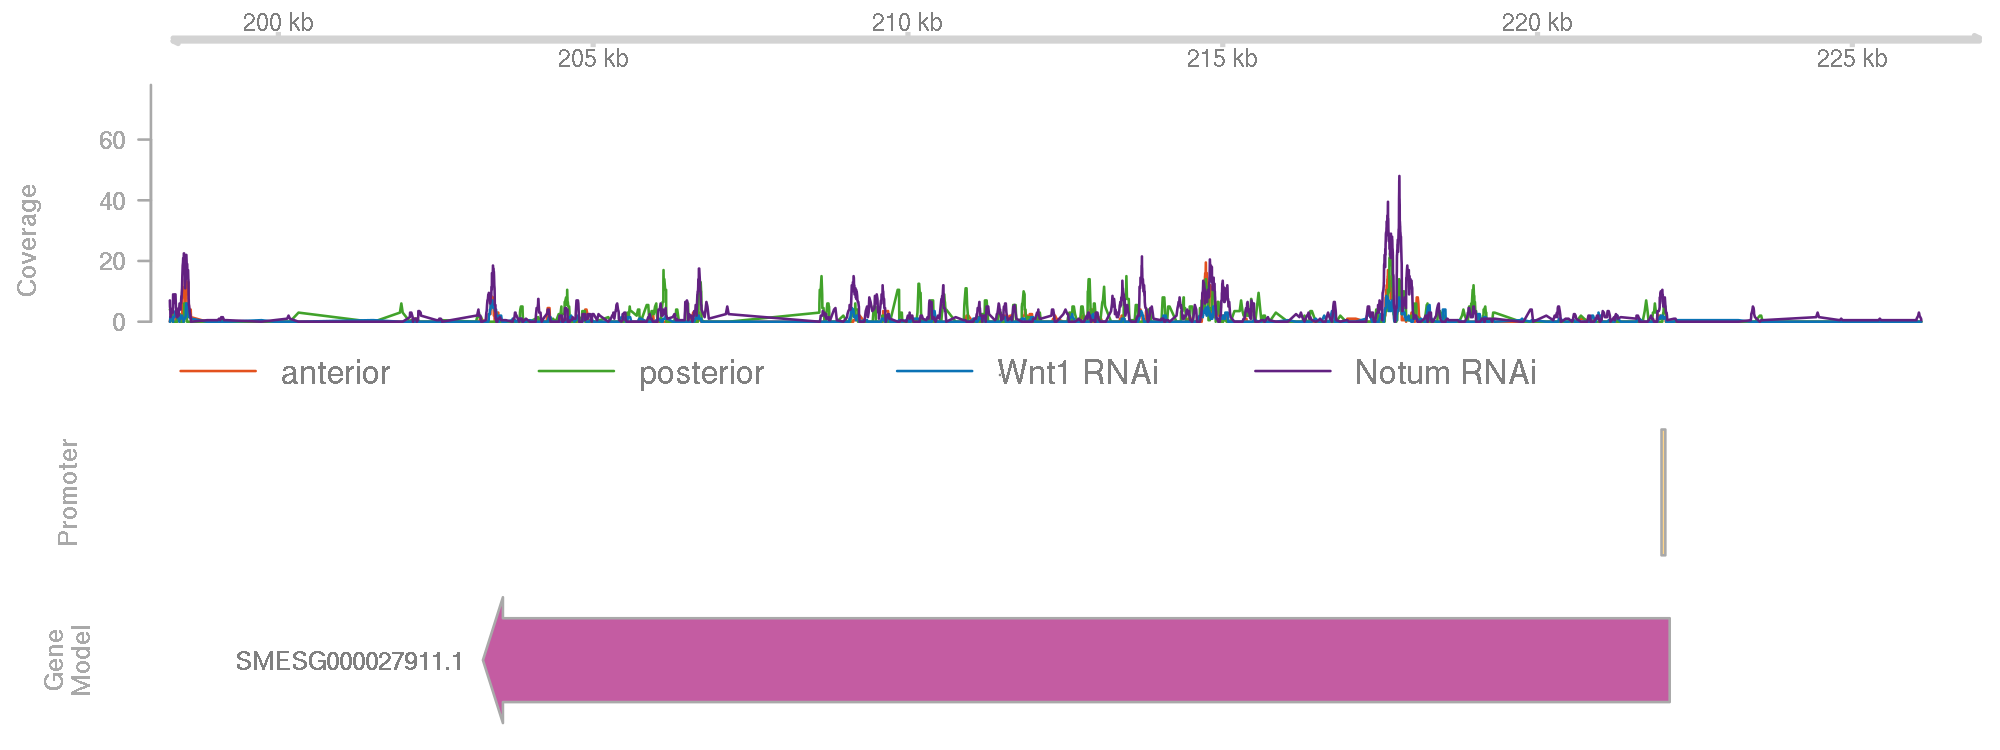 200 kb 210 kb 220 kb
205 kb 215 kb 225 kb
Coverage
60
40
20
0
anterior posterior Wnt1 RNAi Notum RNAi
Promoter
0
Gene
Model
SMESG000027911.1